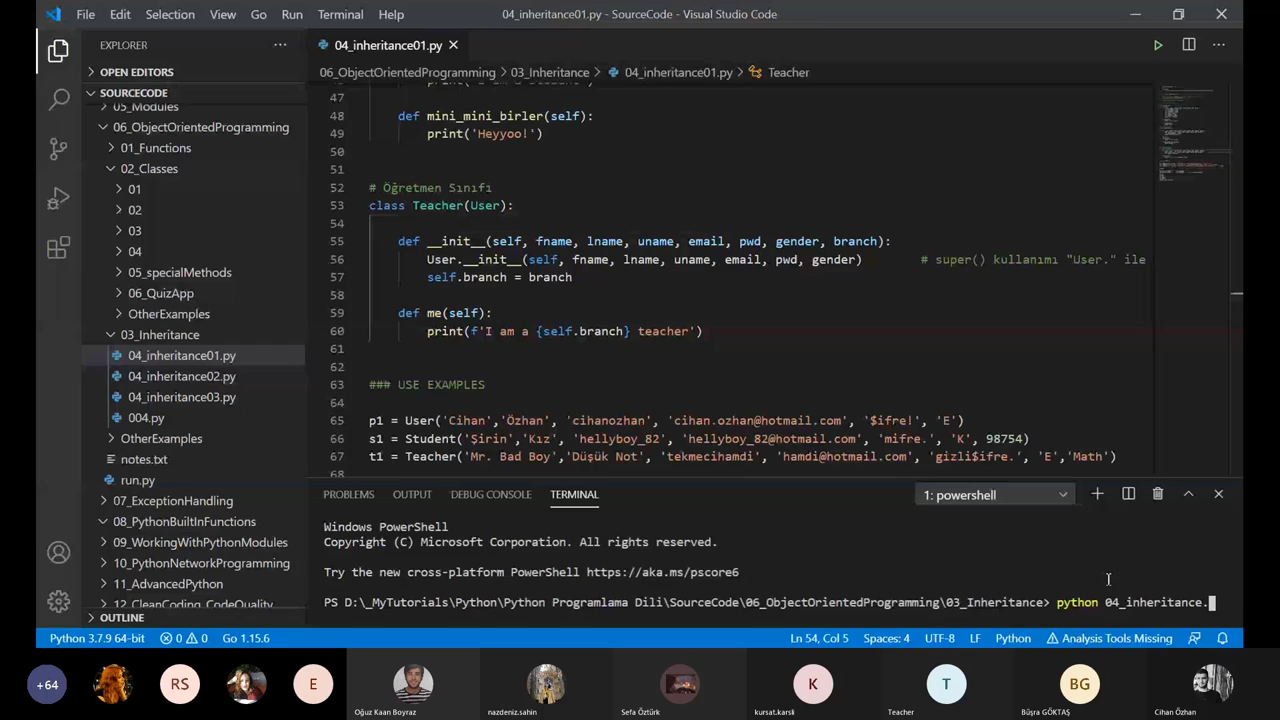 File Edit Selection View Go Run Terminal Help 04_inheritance01.py - SourceCode - Visual Studio Code
EXPLORER
04_inheritance01.py
OPEN EDITORS
06_ObjectOrientedProgramming > 03_Inheritance > 04_inheritance01.py > Teacher
SOURCECODE
05_Modules
06_ObjectOrientedProgramming
01_Functions
02_Classes
01
02
03
04
05_specialMethods
06_QuizApp
OtherExamples
03_Inheritance
04_inheritance01.py
04_inheritance02.py
04_inheritance03.py
004.py
OtherExamples
notes.txt
run.py
07_ExceptionHandling
08_PythonBuiltInFunctions
09_WorkingWithPythonModules
10_PythonNetworkProgramming
11_AdvancedPython
12_CleanCoding_CodeQuality
OUTLINE
47
48 def mini_mini_birler(self):
49 print('Heyyoo!')
50
51
52 # Öğretmen Sınıfı
53 class Teacher(User):
54
55 def __init__(self, fname, lname, uname, email, pwd, gender, branch):
56 User.__init__(self, fname, lname, uname, email, pwd, gender) # super() kullanımı "User." ile
57 self.branch = branch
58
59 def me(self):
60 print(f'I am a {self.branch} teacher')
61
62
63 ### USE EXAMPLES
64
65 p1 = User('Cihan','Özhan', 'cihanozhan', 'cihan.ozhan@hotmail.com', '$ifre!', 'E')
66 s1 = Student('Şirin','Kız', 'hellyboy_82', 'hellyboy_82@hotmail.com', 'mifre.', 'K', 98754)
67 t1 = Teacher('Mr. Bad Boy','Düşük Not', 'tekmecihamdi', 'hamdi@hotmail.com', 'gizli$ifre.', 'E','Math')
68
PROBLEMS OUTPUT DEBUG CONSOLE TERMINAL 1: powershell
Windows PowerShell
Copyright (C) Microsoft Corporation. All rights reserved.
Try the new cross-platform PowerShell https://aka.ms/pscore6
PS D:\_MyTutorials\Python\Python Programlama Dili\SourceCode\06_ObjectOrientedProgramming\03_Inheritance> python 04_inheritance.
Python 3.7.9 64-bit 0 0 Go 1.15.6 Ln 54, Col 5 Spaces: 4 UTF-8 LF Python Analysis Tools Missing
+64 RS E K T BG
Oğuz Kaan Boyraz nazdeniz.sahin Sefa Öztürk kursat.karsli Teacher Büşra GÖKTAŞ Cihan Özhan